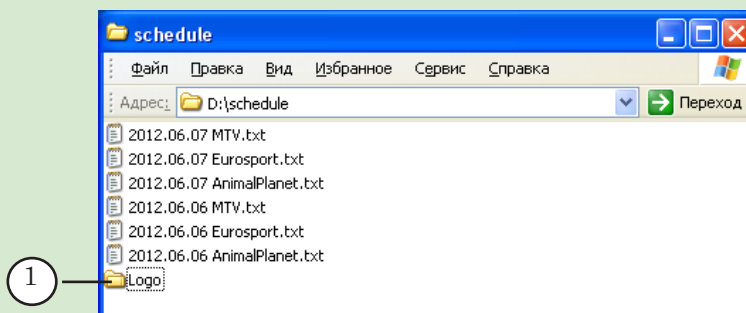 schedule
Файл Правка Вид Избранное Сервис Справка
Адрес: D:\schedule Переход
2012.06.07 MTV.txt
2012.06.07 Eurosport.txt
2012.06.07 AnimalPlanet.txt
2012.06.06 MTV.txt
2012.06.06 Eurosport.txt
2012.06.06 AnimalPlanet.txt
1 Logo